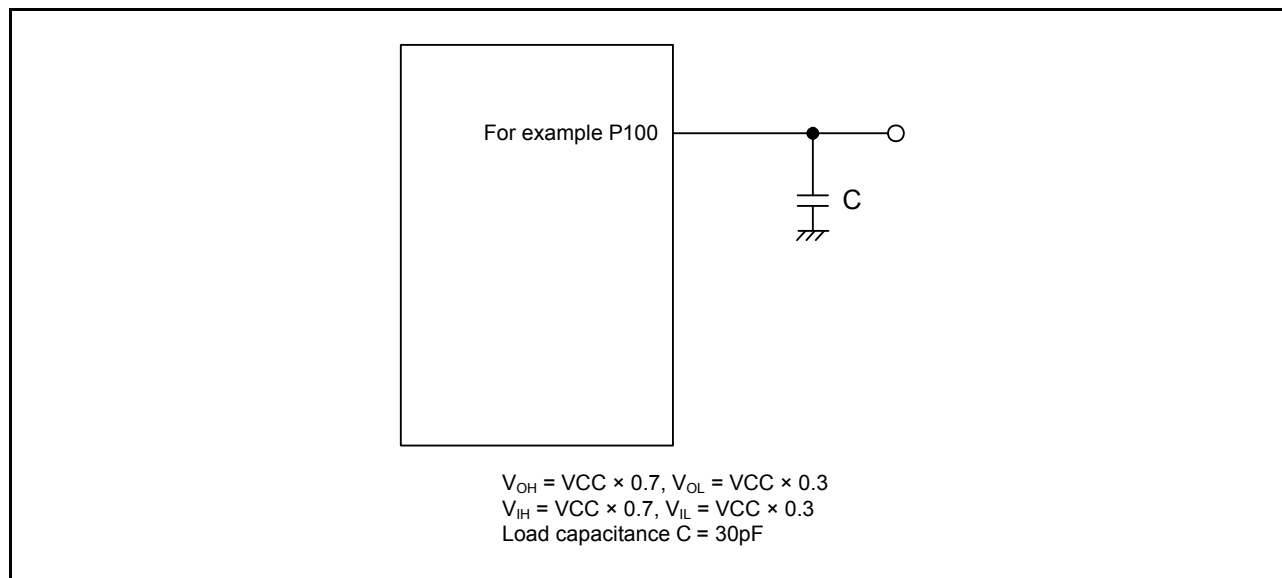 For example P100
C
V_OH = VCC × 0.7, V_OL = VCC × 0.3
V_IH = VCC × 0.7, V_IL = VCC × 0.3
Load capacitance C = 30pF